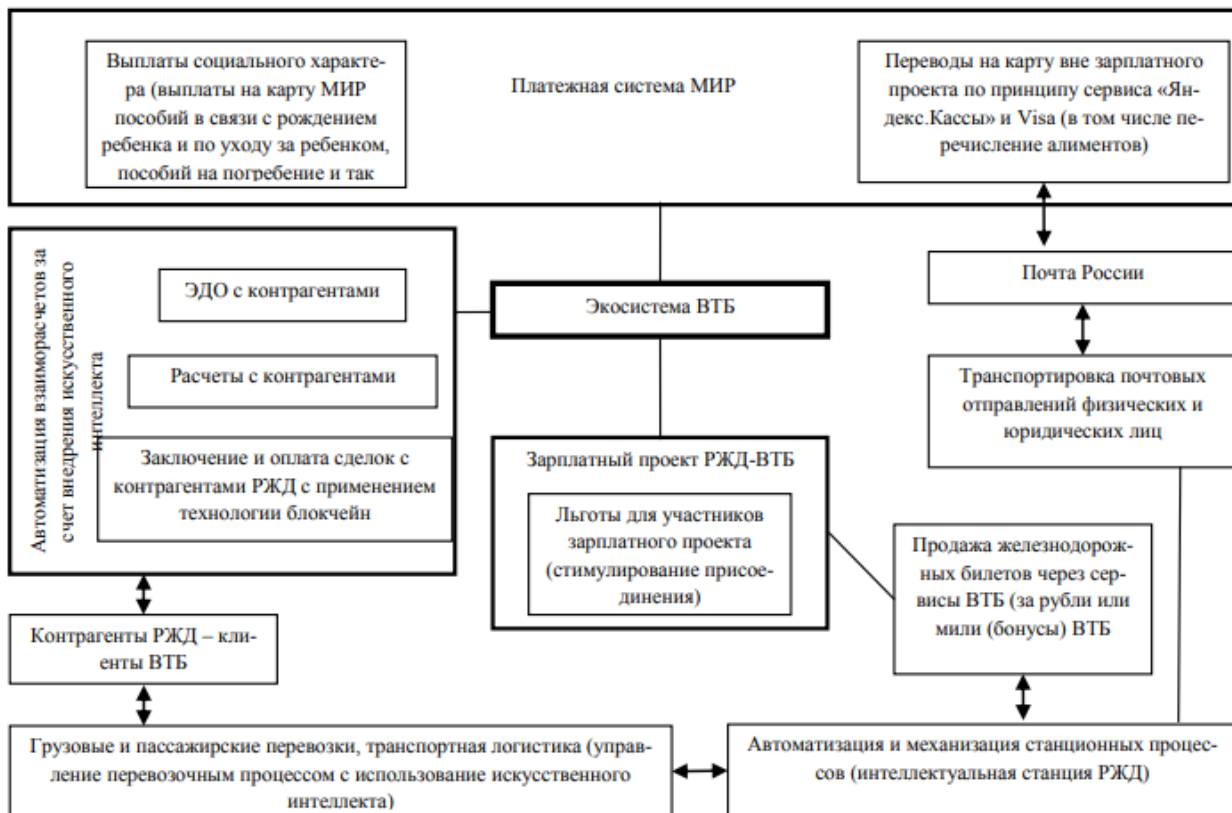 Выплаты социального характе-
ра (выплаты на карту МИР
пособий в связи с рождением
ребенка и по уходу за ребенком,
пособий на погребение и так
Платежная система МИР
Переводы на карту вне зарплатного
проекта по принципу сервиса «Ян-
декс.Кассы» и Visa (в том числе пе-
речисление алиментов)
Автоматизация взаиморасчетов за
счет внедрения искусственного
интеллекта
ЭДО с контрагентами
Расчеты с контрагентами
Заключение и оплата сделок с
контрагентами РЖД с применением
технологии блокчейн
Экосистема ВТБ
Почта России
Транспортировка почтовых
отправлений физических и
юридических лиц
Зарплатный проект РЖД-ВТБ
Льготы для участников
зарплатного проекта
(стимулирование присое-
динения)
Продажа железнодорож-
ных билетов через сер-
висы ВТБ (за рубли или
мили (бонусы) ВТБ
Контрагенты РЖД – кли-
енты ВТБ
Грузовые и пассажирские перевозки, транспортная логистика (управ-
ление перевозочным процессом с использование искусственного
интеллекта)
Автоматизация и механизация станционных процес-
сов (интеллектуальная станция РЖД)